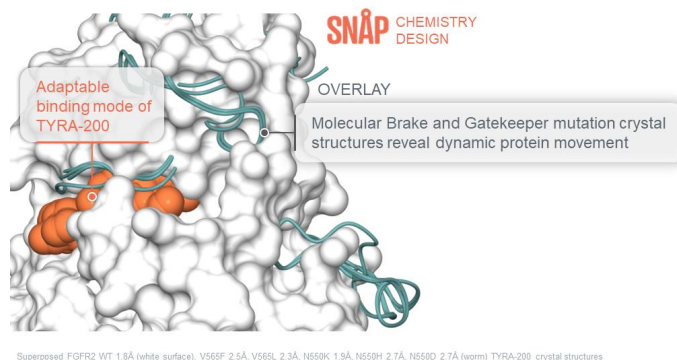 SNÅP CHEMISTRY
DESIGN
OVERLAY
Adaptable
binding mode of
TYRA-200
Molecular Brake and Gatekeeper mutation crystal
structures reveal dynamic protein movement
Superposed FGFR2 WT 1.8Å (white surface), V565F 2.5Å, V565L 2.3Å, N550K 1.9Å, N550H 2.7Å, N550D 2.7Å (worm) TYRA-200 crystal structures